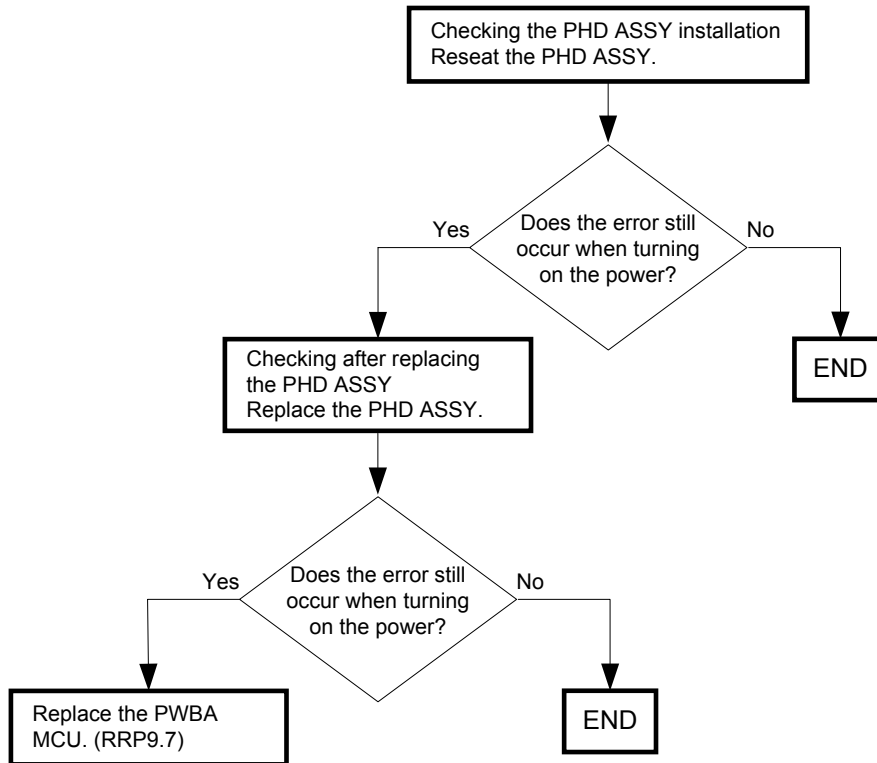 Checking the PHD ASSY installation
Reseat the PHD ASSY.
Does the error still
occur when turning
on the power?
Yes
No
Checking after replacing
the PHD ASSY
Replace the PHD ASSY.
END
Does the error still
occur when turning
on the power?
Yes
No
Replace the PWBA
MCU. (RRP9.7)
END